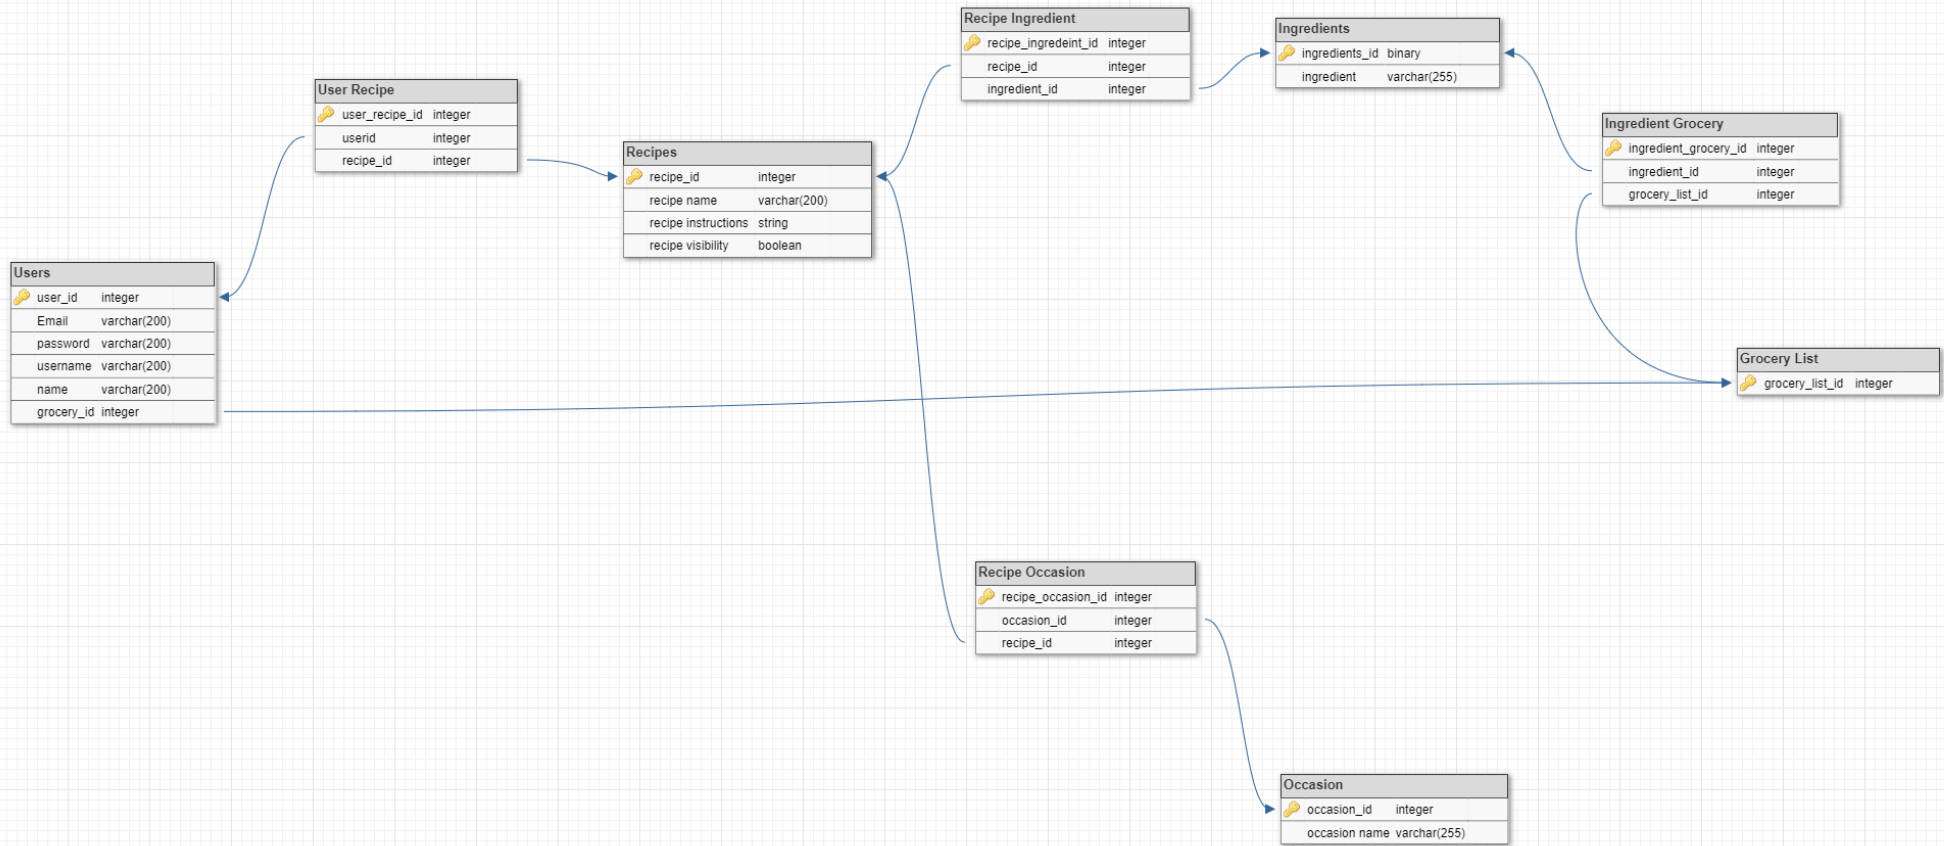 Recipe Ingredient
recipe_ingredeint_id integer
recipe_id integer
ingredient_id integer
Ingredients
ingredients_id binary
ingredient varchar(255)
User Recipe
user_recipe_id integer
userid integer
recipe_id integer
Ingredient Grocery
ingredient_grocery_id integer
ingredient_id integer
grocery_list_id integer
Recipes
recipe_id integer
recipe name varchar(200)
recipe instructions string
recipe visibility boolean
Users
user_id integer
Email varchar(200)
password varchar(200)
username varchar(200)
name varchar(200)
grocery_id integer
Grocery List
grocery_list_id integer
Recipe Occasion
recipe_occasion_id integer
occasion_id integer
recipe_id integer
Occasion
occasion_id integer
occasion name varchar(255)